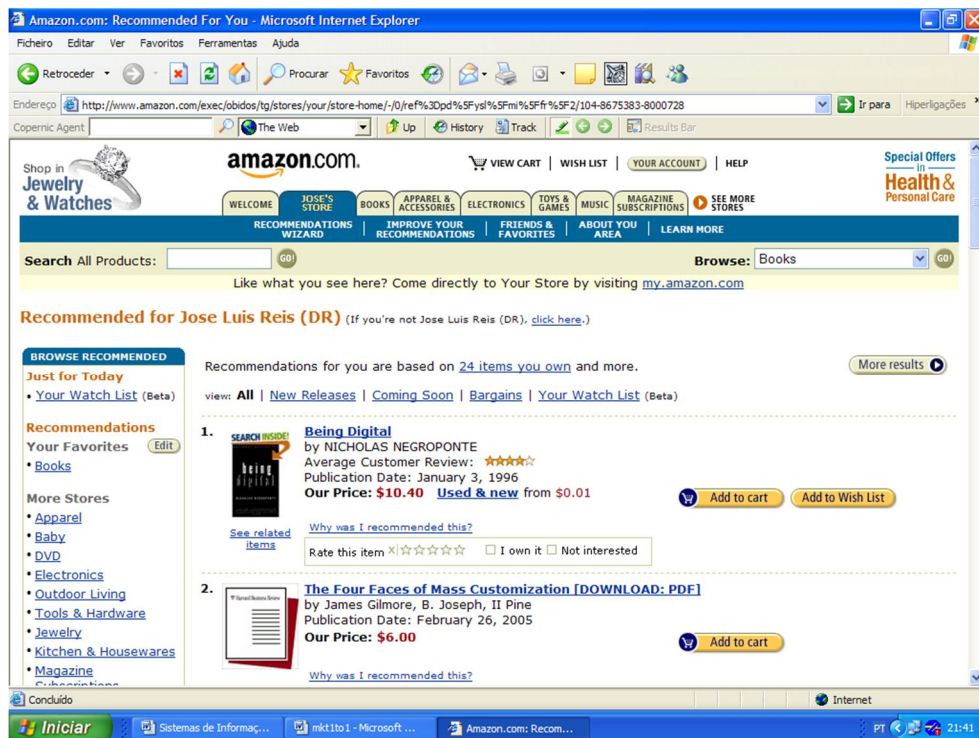 Amazon.com: Recommended For You - Microsoft Internet Explorer
Ficheiro Editar Ver Favoritos Ferramentas Ajuda
Retroceder Procurar Favoritos
Endereço http://www.amazon.com/exec/obidos/tg/stores/your/store-home/-/0/ref%3Dpd%5Fysl%5Fmi%5Ffr%5F2/104-8675383-8000728 Ir para Hiperligações
Copernic Agent The Web Up History Track Results Bar
Shop in
Jewelry
& Watches
amazon.com.
VIEW CART | WISH LIST | YOUR ACCOUNT | HELP
Special Offers
in
Health &
Personal Care
WELCOME JOSE'S STORE BOOKS APPAREL & ACCESSORIES ELECTRONICS TOYS & GAMES MUSIC MAGAZINE SUBSCRIPTIONS SEE MORE STORES
RECOMMENDATIONS WIZARD | IMPROVE YOUR RECOMMENDATIONS | FRIENDS & FAVORITES | ABOUT YOU AREA | LEARN MORE
Search All Products: GO! Browse: Books GO!
Like what you see here? Come directly to Your Store by visiting my.amazon.com
Recommended for Jose Luis Reis (DR) (If you're not Jose Luis Reis (DR), click here.)
BROWSE RECOMMENDED
Just for Today
• Your Watch List (Beta)
Recommendations
Your Favorites Edit
• Books
More Stores
• Apparel
• Baby
• DVD
• Electronics
• Outdoor Living
• Tools & Hardware
• Jewelry
• Kitchen & Housewares
• Magazine
Subscriptions
Recommendations for you are based on 24 items you own and more. More results
view: All | New Releases | Coming Soon | Bargains | Your Watch List (Beta)
1. SEARCH INSIDE! Being Digital
being
digital
by NICHOLAS NEGROPONTE
Average Customer Review:
Publication Date: January 3, 1996
Our Price: $10.40 Used & new from $0.01
Add to cart Add to Wish List
See related
items
Why was I recommended this?
Rate this item X I own it Not interested
2. The Four Faces of Mass Customization [DOWNLOAD: PDF]
Harvard Business Review
by James Gilmore, B. Joseph, II Pine
Publication Date: February 26, 2005
Our Price: $6.00
Add to cart
Why was I recommended this?
Concluído Internet
Iniciar Sistemas de Informaç... mkt1to1 - Microsoft ... Amazon.com: Recom... PT 21:41